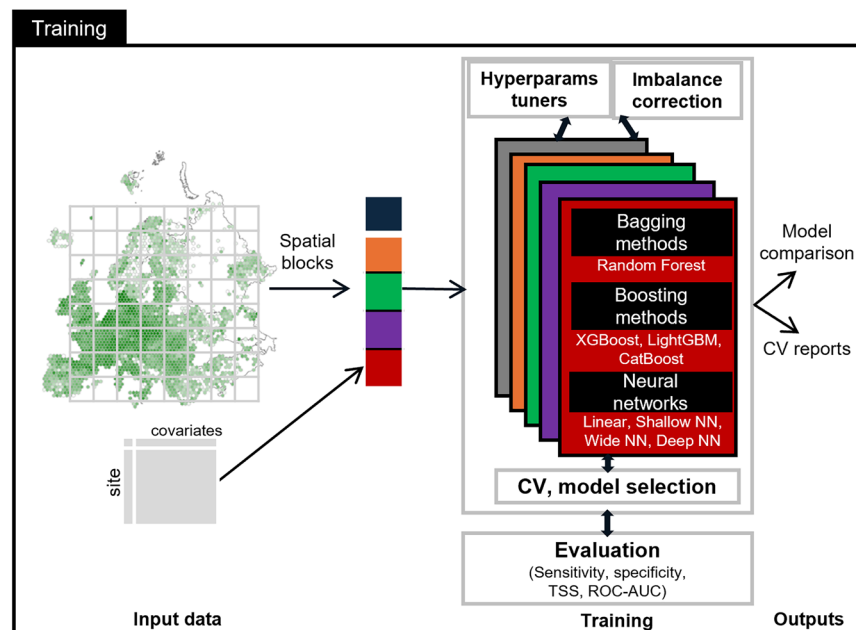 Training
Hyperparams
tuners
Imbalance
correction
Spatial
blocks
Bagging
methods
Random Forest
Boosting
methods
XGBoost, LightGBM,
CatBoost
Neural
networks
Linear, Shallow NN,
Wide NN, Deep NN
Model
comparison
CV reports
covariates
site
CV, model selection
Evaluation
(Sensitivity, specificity,
TSS, ROC-AUC)
Input data
Training
Outputs